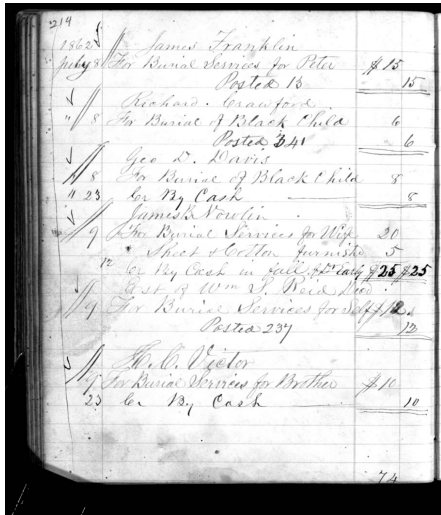 214
1862 James Franklin
July 8 For Burial Services for Peter $15
Posted 13 15
Richard Crawford
" 8 For Burial of Black Child 6
Posted 341 6
Geo D. Davis
8 For Burial of Black Child 8
" 23 Cr By Cash 8
James B Nowlin
9 For Burial Services for Wife 20
Sheet & Cotton furnished 5
12 Cr By Cash in full Early $25 $25
Est of Wm S. Reid Decd
9 For Burial Services for Self $12
Posted 237 12
H. C. Victor
9 For Burial Services for Brother $10
23 Cr By Cash 10
74